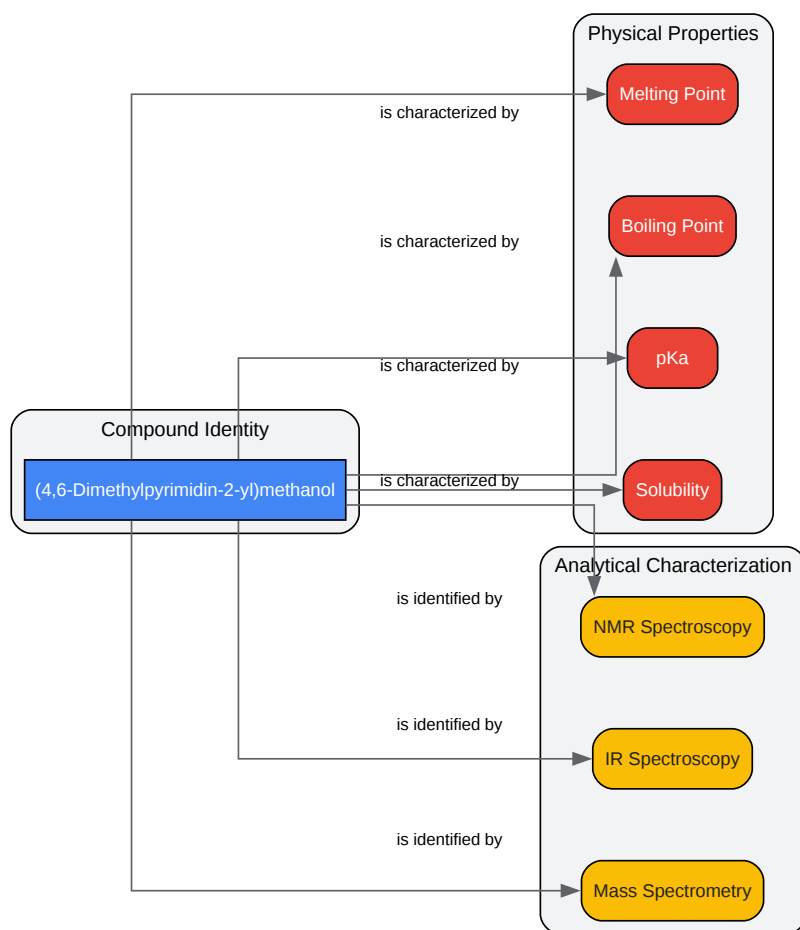 Physical Properties
Melting Point
is characterized by
Boiling Point
is characterized by
pKa
is characterized by
Compound Identity
(4,6-Dimethylpyrimidin-2-yl)methanol
is characterized by
Solubility
Analytical Characterization
is identified by
NMR Spectroscopy
is identified by
IR Spectroscopy
is identified by
Mass Spectrometry